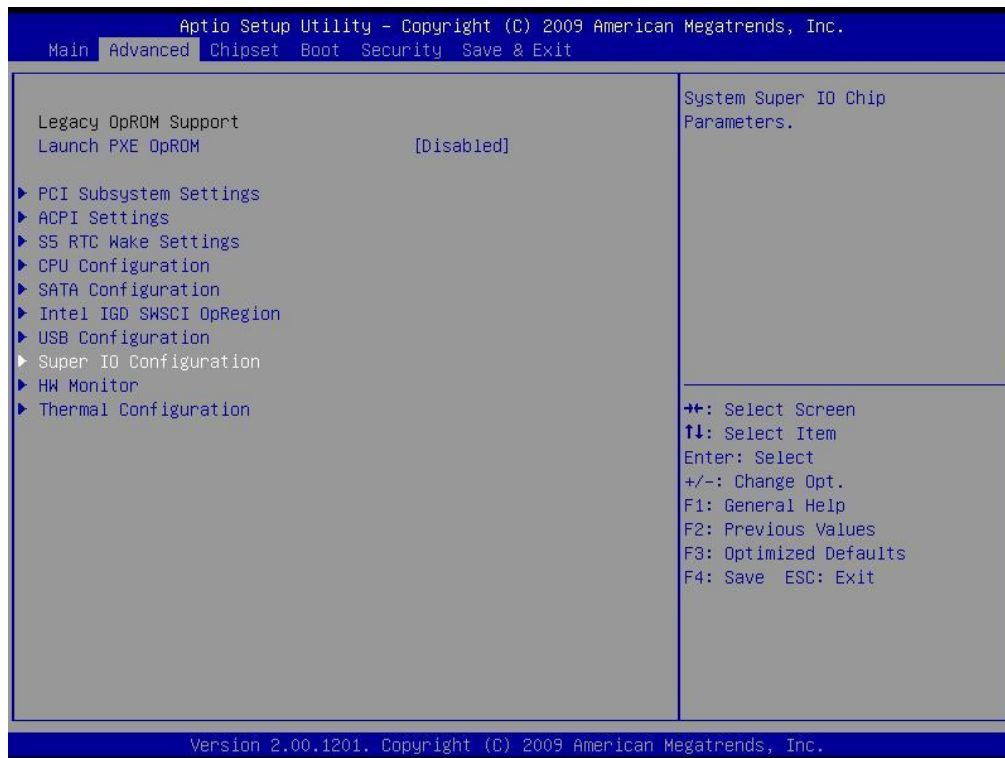 Aptio Setup Utility – Copyright (C) 2009 American Megatrends, Inc.
Main Advanced Chipset Boot Security Save & Exit
Legacy OpROM Support
Launch PXE OpROM [Disabled]
▶ PCI Subsystem Settings
▶ ACPI Settings
▶ S5 RTC Wake Settings
▶ CPU Configuration
▶ SATA Configuration
▶ Intel IGD SWSCI OpRegion
▶ USB Configuration
▶ Super IO Configuration
▶ HW Monitor
▶ Thermal Configuration
System Super IO Chip
Parameters.
→←: Select Screen
↑↓: Select Item
Enter: Select
+/-: Change Opt.
F1: General Help
F2: Previous Values
F3: Optimized Defaults
F4: Save ESC: Exit
Version 2.00.1201. Copyright (C) 2009 American Megatrends, Inc.